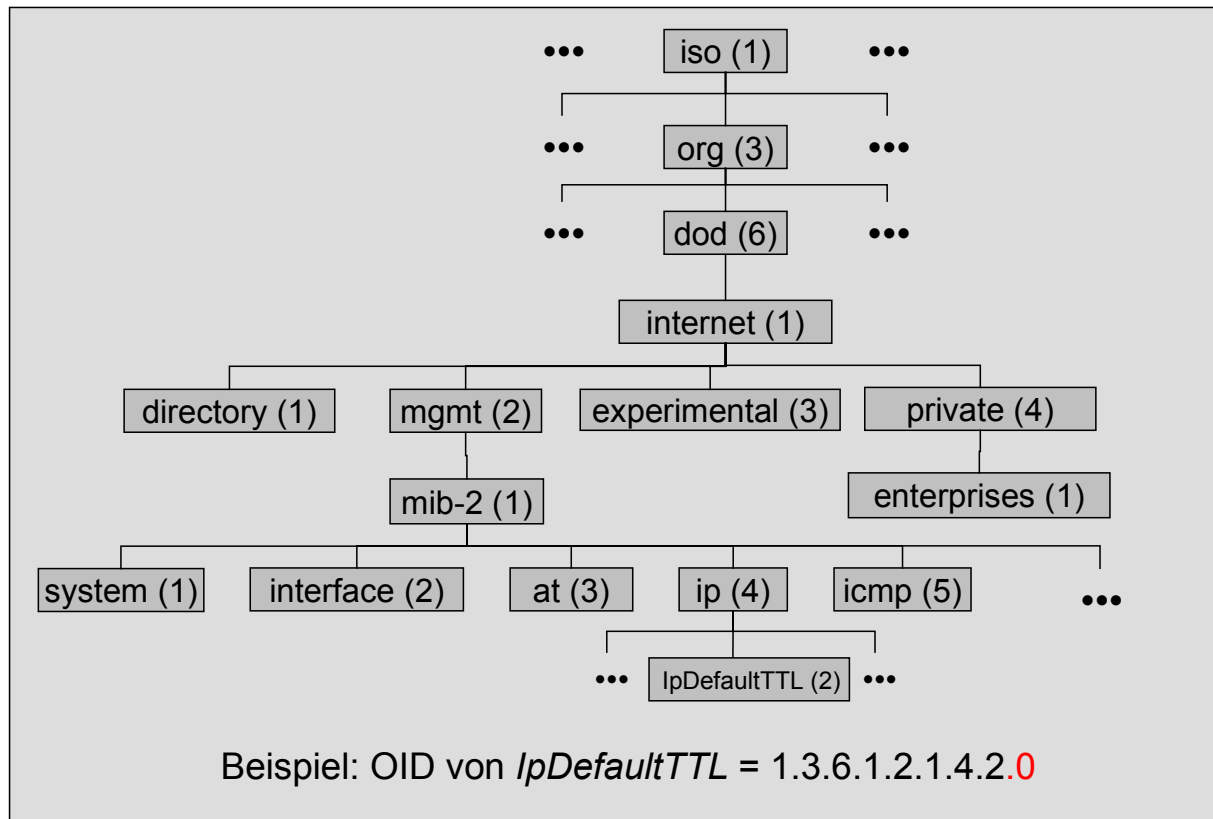 ••• iso (1) •••
••• org (3) •••
••• dod (6) •••
internet (1)
directory (1) mgmt (2) experimental (3) private (4)
mib-2 (1) enterprises (1)
system (1) interface (2) at (3) ip (4) icmp (5) •••
••• IpDefaultTTL (2) •••
Beispiel: OID von IpDefaultTTL = 1.3.6.1.2.1.4.2.0